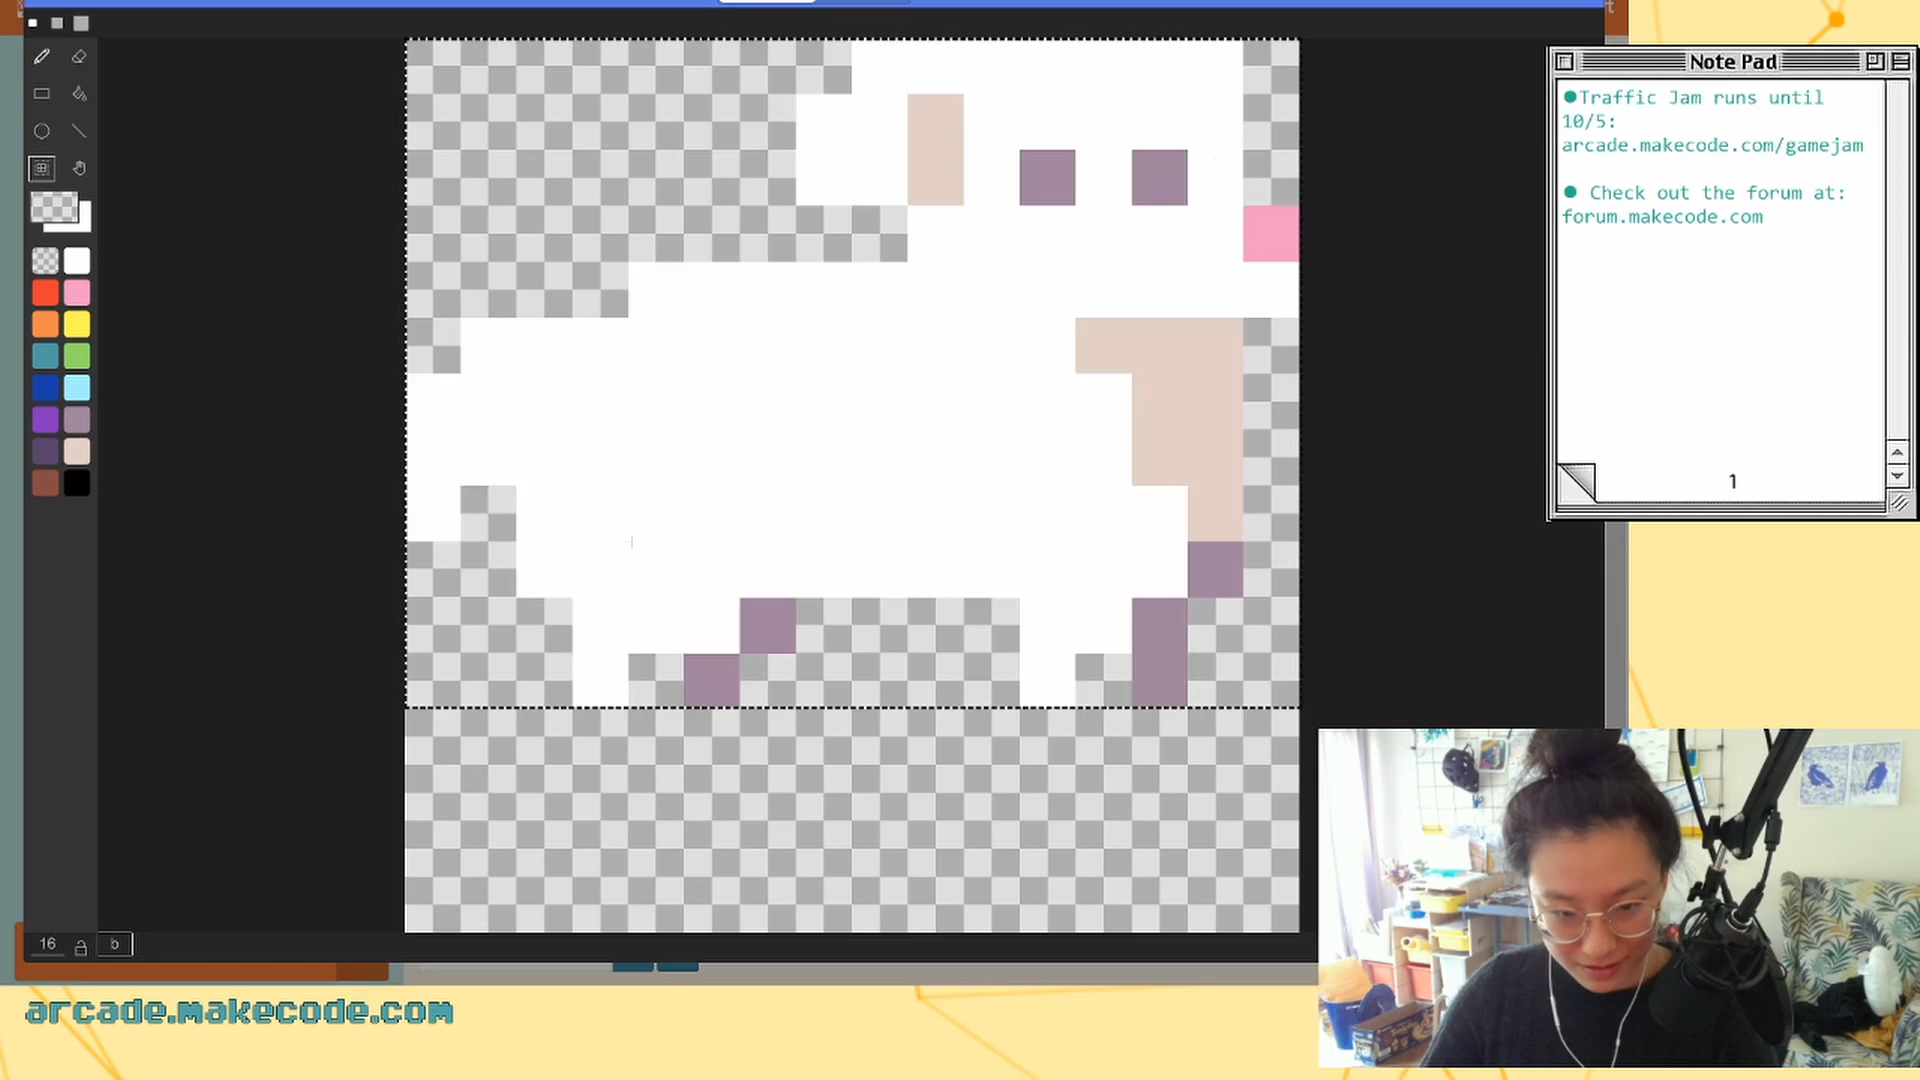 Note Pad
●Traffic Jam runs until
10/5:
arcade.makecode.com/gamejam
● Check out the forum at:
forum.makecode.com
1
16
b
arcade.makecode.com